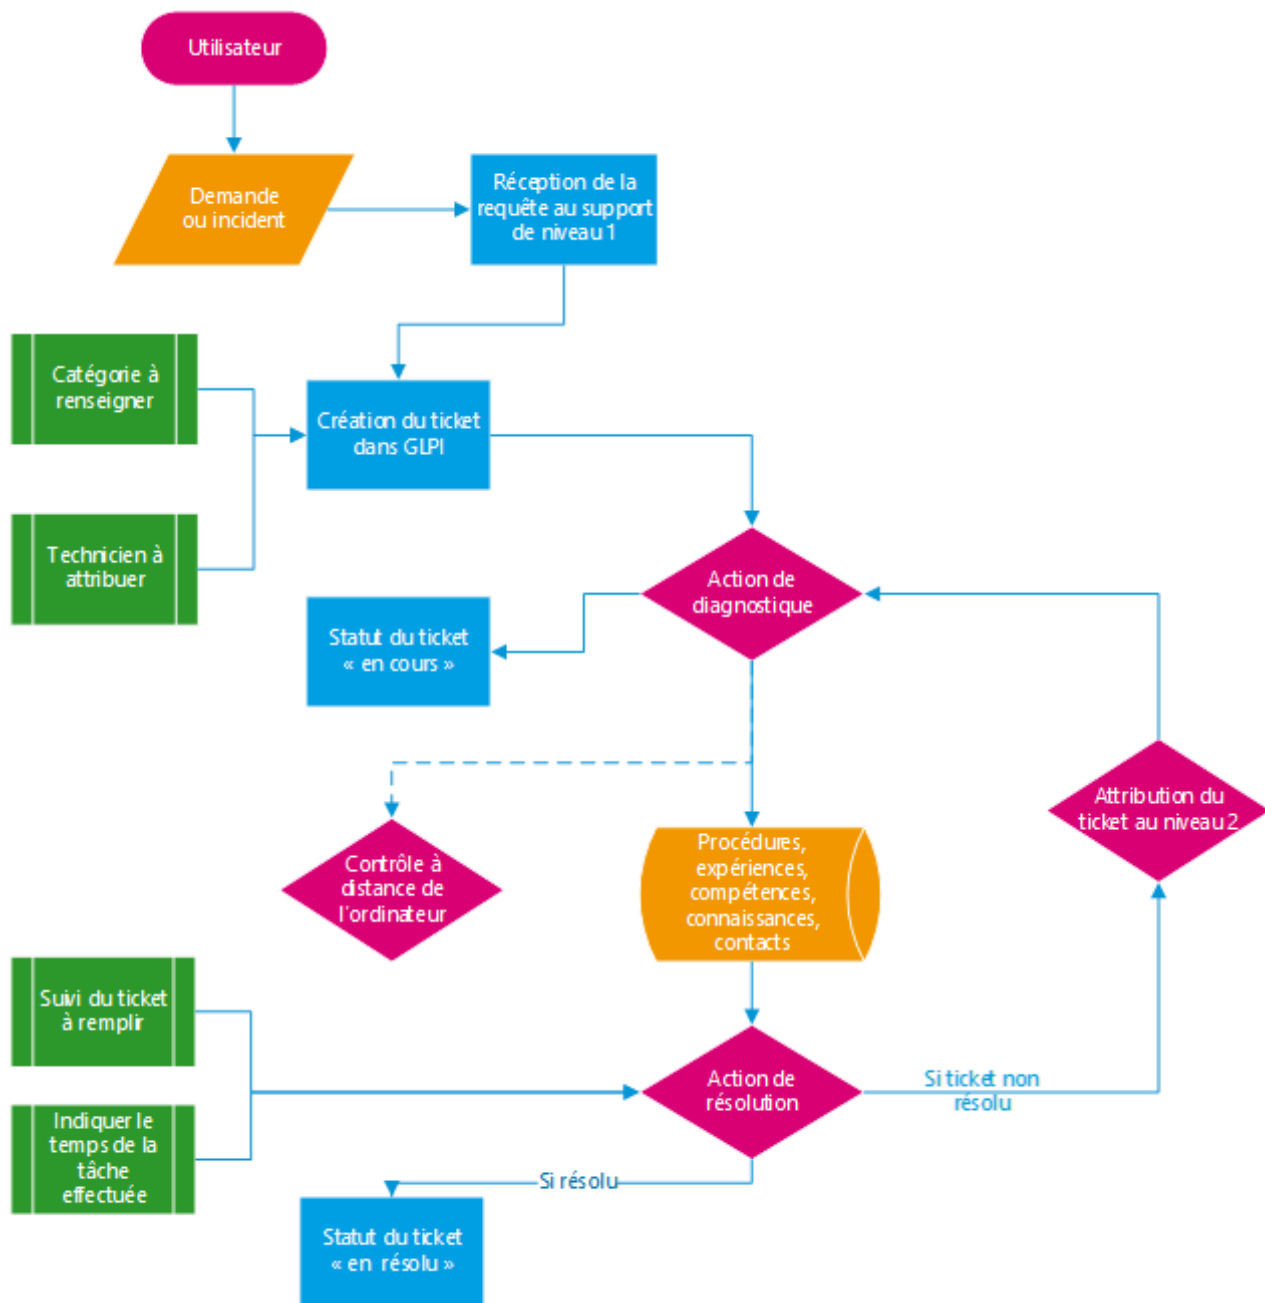 Utilisateur
Demande
ou incident
Réception de la
requête au support
de niveau 1
Catégorie à
renseigner
Création du ticket
dans GLPI
Technicien à
attribuer
Action de
diagnostique
Statut du ticket
« en cours »
Attribution du
ticket au niveau 2
Procédures,
expériences,
compétences,
connaissances,
contacts
Contrôle à
distance de
l'ordinateur
Suivi du ticket
à remplir
Action de
résolution
Si ticket non
résolu
Indiquer le
temps de la
tâche
effectuée
Si résolu
Statut du ticket
« en résolu »